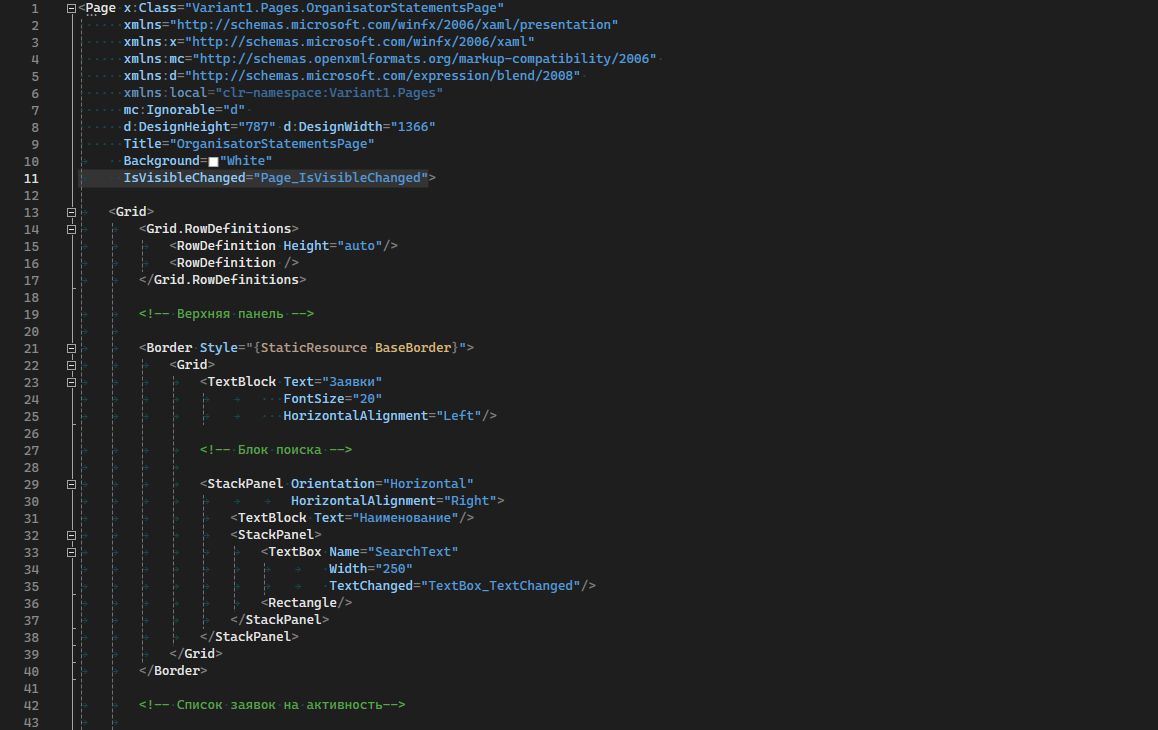 1 <Page x:Class="Variant1.Pages.OrganisatorStatementsPage"
2 xmlns="http://schemas.microsoft.com/winfx/2006/xaml/presentation"
3 xmlns:x="http://schemas.microsoft.com/winfx/2006/xaml"
4 xmlns:mc="http://schemas.openxmlformats.org/markup-compatibility/2006"
5 xmlns:d="http://schemas.microsoft.com/expression/blend/2008"
6 xmlns:local="clr-namespace:Variant1.Pages"
7 mc:Ignorable="d"
8 d:DesignHeight="787" d:DesignWidth="1366"
9 Title="OrganisatorStatementsPage"
10 Background="White"
11 IsVisibleChanged="Page_IsVisibleChanged">
12
13 <Grid>
14 <Grid.RowDefinitions>
15 <RowDefinition Height="auto"/>
16 <RowDefinition />
17 </Grid.RowDefinitions>
18
19 <!-- Верхняя панель -->
20
21 <Border Style="{StaticResource BaseBorder}">
22 <Grid>
23 <TextBlock Text="Заявки"
24 FontSize="20"
25 HorizontalAlignment="Left"/>
26
27 <!-- Блок поиска -->
28
29 <StackPanel Orientation="Horizontal"
30 HorizontalAlignment="Right">
31 <TextBlock Text="Наименование"/>
32 <StackPanel>
33 <TextBox Name="SearchText"
34 Width="250"
35 TextChanged="TextBox_TextChanged"/>
36 <Rectangle/>
37 </StackPanel>
38 </StackPanel>
39 </Grid>
40 </Border>
41
42 <!-- Список заявок на активность-->
43